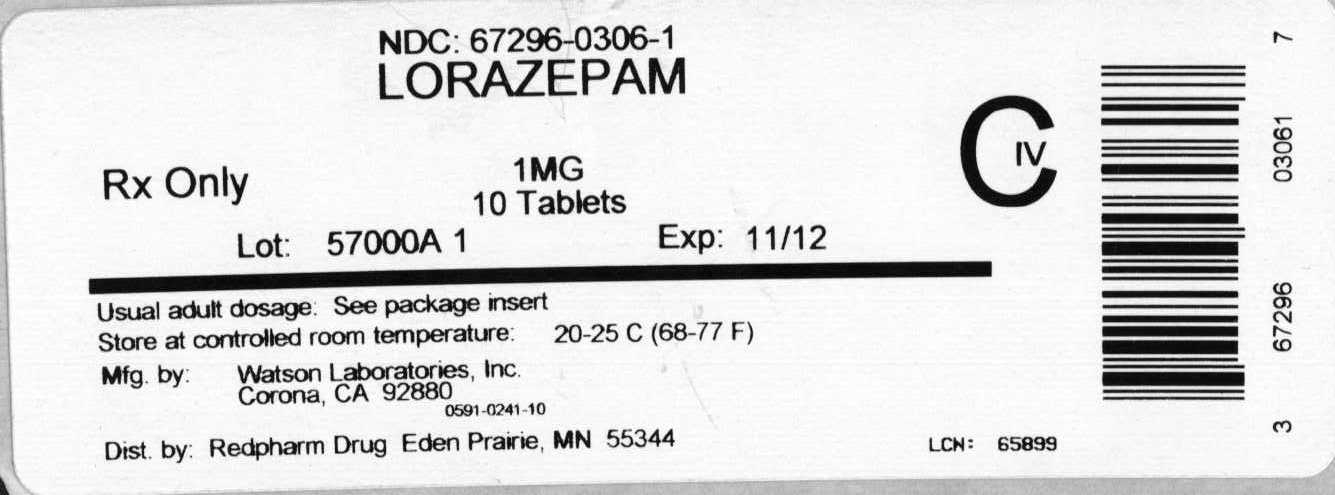 NDC: 67296-0306-1
LORAZEPAM
C IV
Rx Only
1MG
10 Tablets
Lot: 57000A 1 Exp: 11/12
Usual adult dosage: See package insert
Store at controlled room temperature: 20-25 C (68-77 F)
Mfg. by: Watson Laboratories, Inc.
Corona, CA 92880
0591-0241-10
Dist. by: Redpharm Drug Eden Prairie, MN 55344
LCN: 65899
3 67296 03061 7